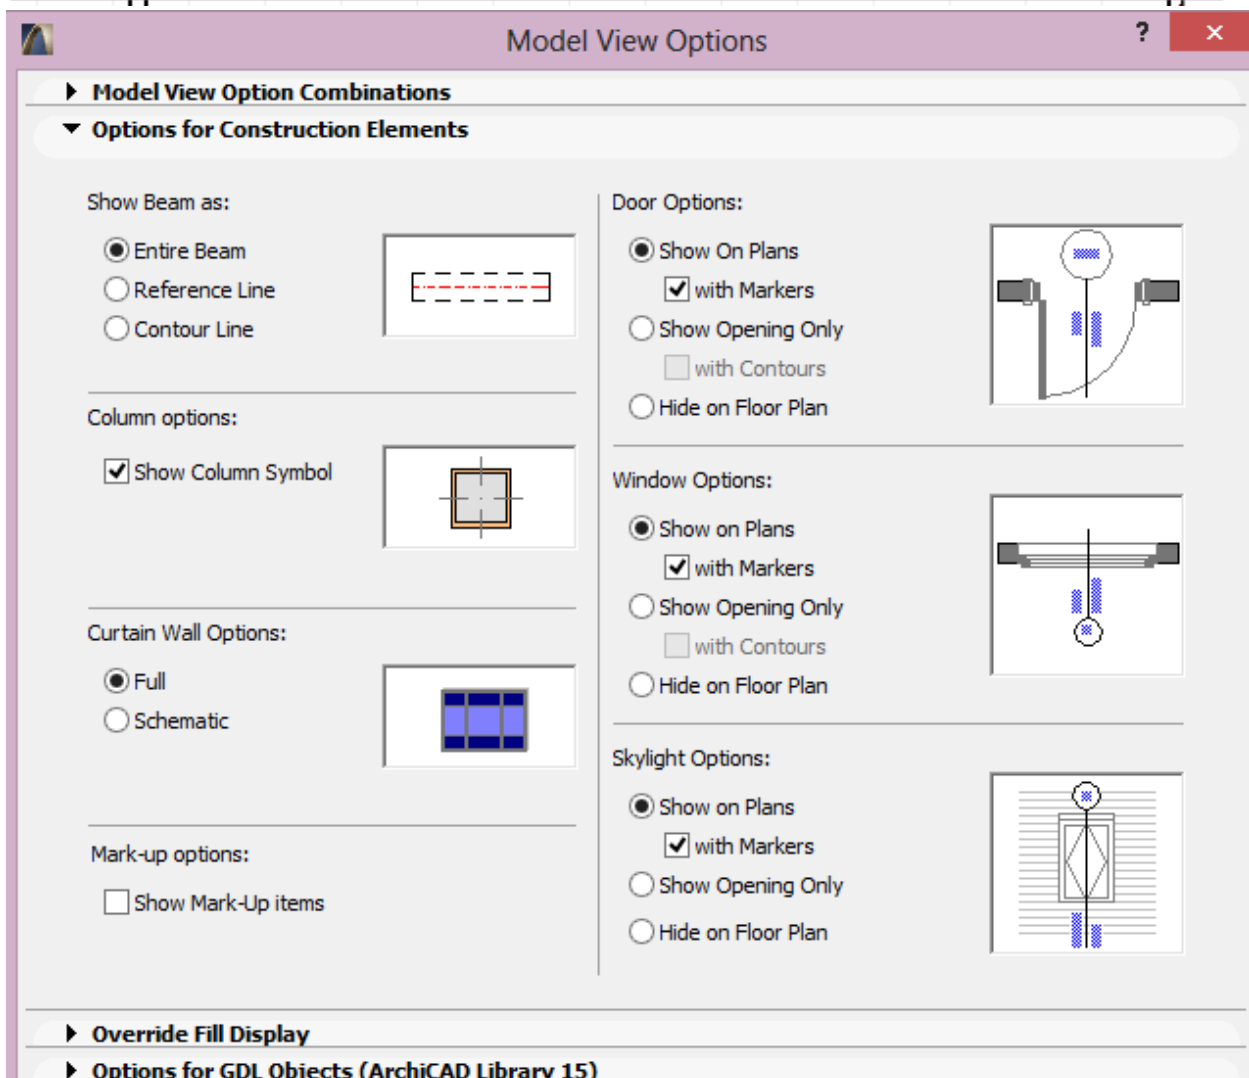 Model View Options
?
Model View Option Combinations
Options for Construction Elements
Show Beam as:
Entire Beam
Reference Line
Contour Line
Column options:
Show Column Symbol
Curtain Wall Options:
Full
Schematic
Mark-up options:
Show Mark-Up items
Door Options:
Show On Plans
with Markers
Show Opening Only
with Contours
Hide on Floor Plan
Window Options:
Show on Plans
with Markers
Show Opening Only
with Contours
Hide on Floor Plan
Skylight Options:
Show on Plans
with Markers
Show Opening Only
Hide on Floor Plan
Override Fill Display
Options for GDL Objects (ArchiCAD Library 15)